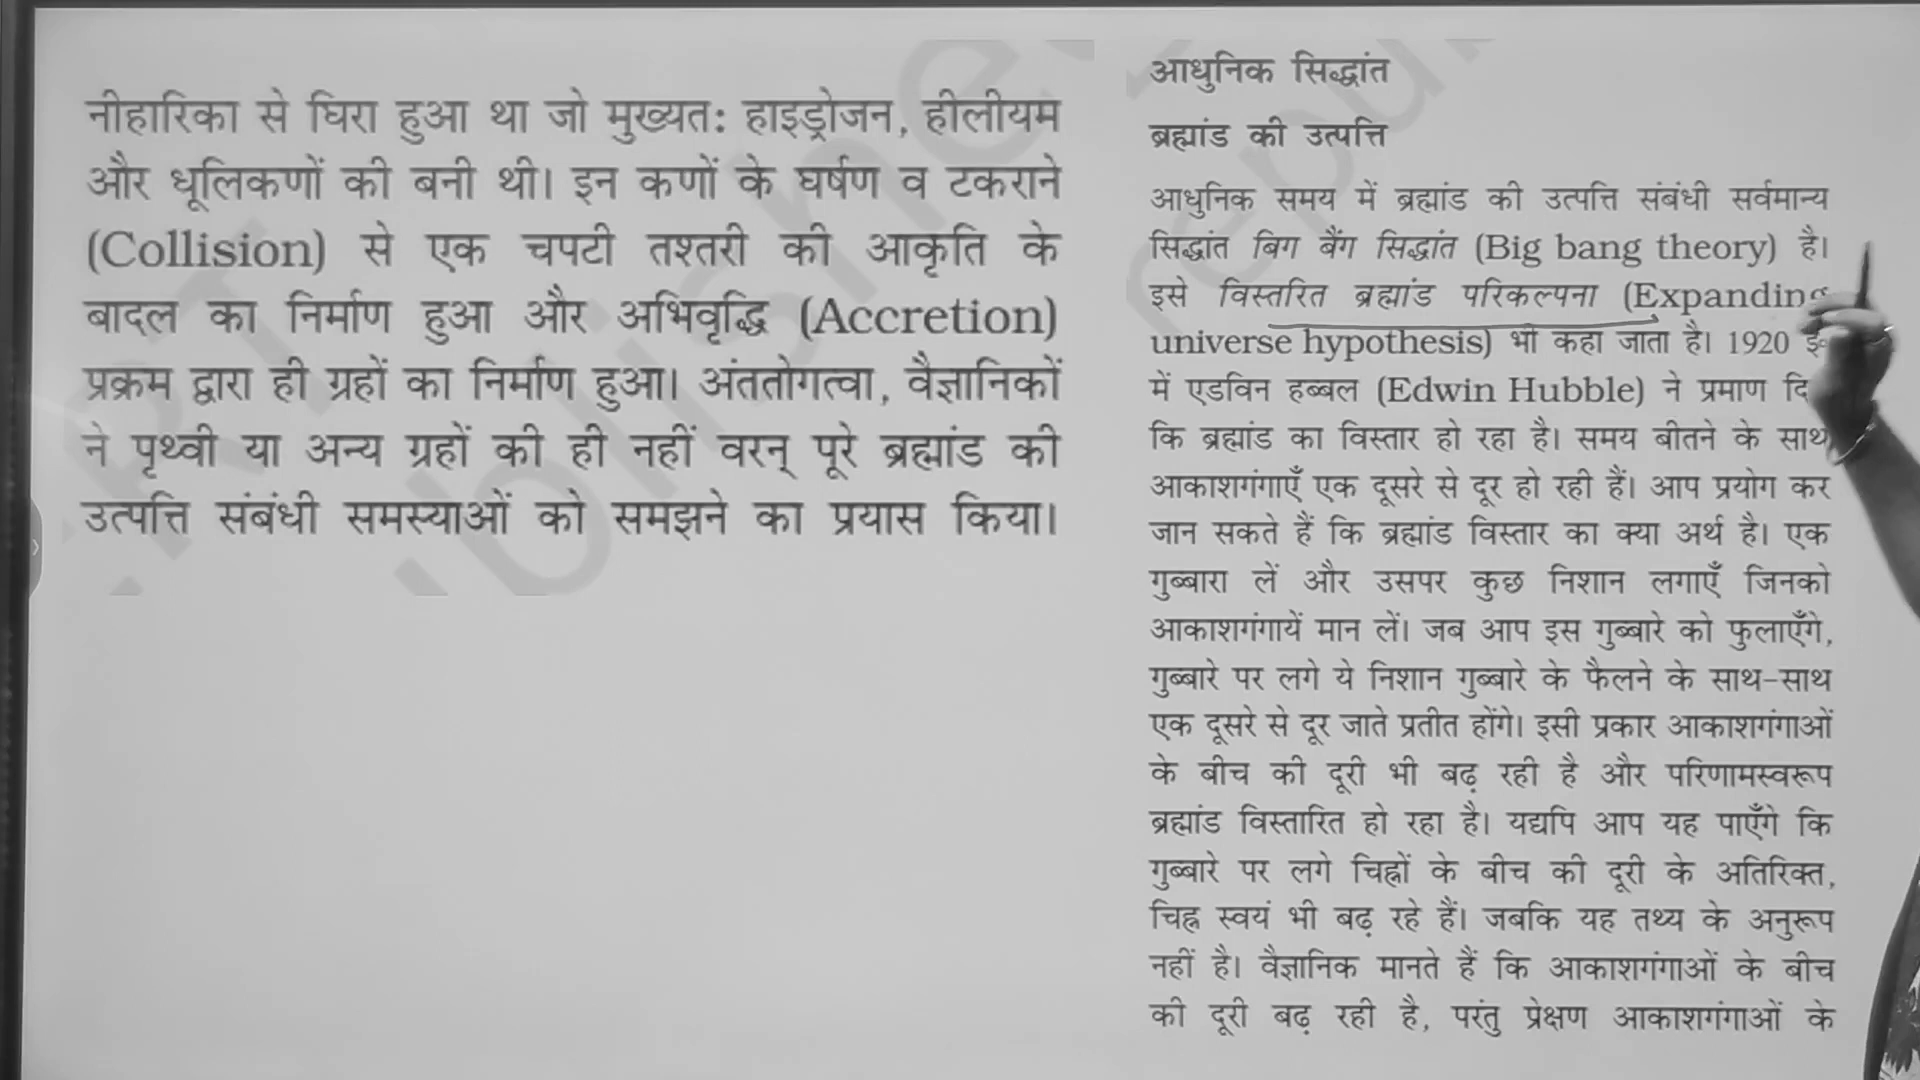 नीहारिका से घिरा हुआ था जो मुख्यतः हाइड्रोजन, हीलीयम
और धूलिकणों की बनी थी। इन कणों के घर्षण व टकराने
(Collision) से एक चपटी तश्तरी की आकृति के
बादल का निर्माण हुआ और अभिवृद्धि (Accretion)
प्रक्रम द्वारा ही ग्रहों का निर्माण हुआ। अंततोगत्वा, वैज्ञानिकों
ने पृथ्वी या अन्य ग्रहों की ही नहीं वरन् पूरे ब्रह्मांड की
उत्पत्ति संबंधी समस्याओं को समझने का प्रयास किया।
आधुनिक सिद्धांत
ब्रह्मांड की उत्पत्ति
आधुनिक समय में ब्रह्मांड की उत्पत्ति संबंधी सर्वमान्य
सिद्धांत बिग बैंग सिद्धांत (Big bang theory) है।
इसे विस्तरित ब्रह्मांड परिकल्पना (Expanding
universe hypothesis) भी कहा जाता है। 1920
में एडविन हब्बल (Edwin Hubble) ने प्रमाण
कि ब्रह्मांड का विस्तार हो रहा है। समय बीतने के साथ
आकाशगंगाएँ एक दूसरे से दूर हो रही हैं। आप प्रयोग कर
जान सकते हैं कि ब्रह्मांड विस्तार का क्या अर्थ है। एक
गुब्बारा लें और उसपर कुछ निशान लगाएँ जिनको
आकाशगंगायें मान लें। जब आप इस गुब्बारे को फुलाएँगे,
गुब्बारे पर लगे ये निशान गुब्बारे के फैलने के साथ-साथ
एक दूसरे से दूर जाते प्रतीत होंगे। इसी प्रकार आकाशगंगाओं
के बीच की दूरी भी बढ़ रही है और परिणामस्वरूप
ब्रह्मांड विस्तारित हो रहा है। यद्यपि आप यह पाएँगे कि
गुब्बारे पर लगे चिह्नों के बीच की दूरी के अतिरिक्त,
चिह्न स्वयं भी बढ़ रहे हैं। जबकि यह तथ्य के अनुरूप
नहीं है। वैज्ञानिक मानते हैं कि आकाशगंगाओं के बीच
की दूरी बढ़ रही है, परंतु प्रेक्षण आकाशगंगाओं के